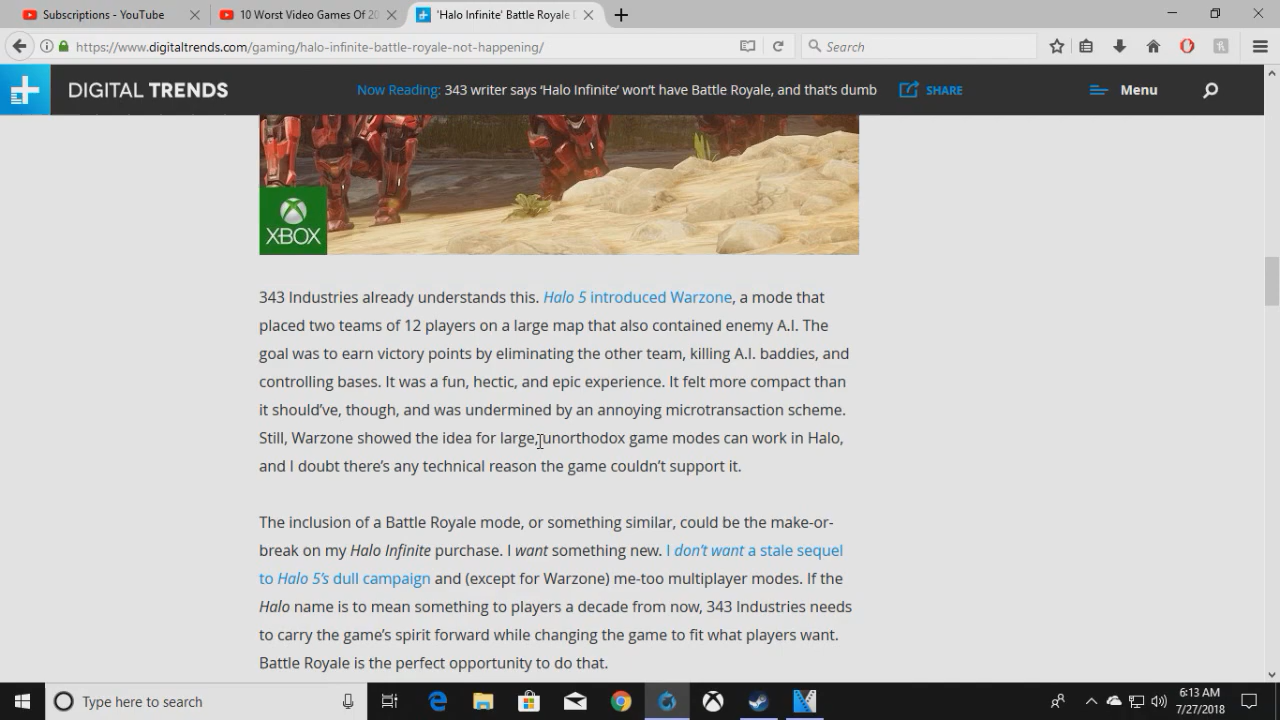 Subscriptions - YouTube
10 Worst Video Games Of 20
'Halo Infinite' Battle Royale
https://www.digitaltrends.com/gaming/halo-infinite-battle-royale-not-happening/
Search
DIGITAL TRENDS
Now Reading: 343 writer says ‘Halo Infinite’ won’t have Battle Royale, and that’s dumb
SHARE
Menu
XBOX
343 Industries already understands this. Halo 5 introduced Warzone, a mode that
placed two teams of 12 players on a large map that also contained enemy A.I. The
goal was to earn victory points by eliminating the other team, killing A.I. baddies, and
controlling bases. It was a fun, hectic, and epic experience. It felt more compact than
it should’ve, though, and was undermined by an annoying microtransaction scheme.
Still, Warzone showed the idea for large, unorthodox game modes can work in Halo,
and I doubt there’s any technical reason the game couldn’t support it.
The inclusion of a Battle Royale mode, or something similar, could be the make-or-
break on my Halo Infinite purchase. I want something new. I don’t want a stale sequel
to Halo 5’s dull campaign and (except for Warzone) me-too multiplayer modes. If the
Halo name is to mean something to players a decade from now, 343 Industries needs
to carry the game’s spirit forward while changing the game to fit what players want.
Battle Royale is the perfect opportunity to do that.
Type here to search
6:13 AM
7/27/2018